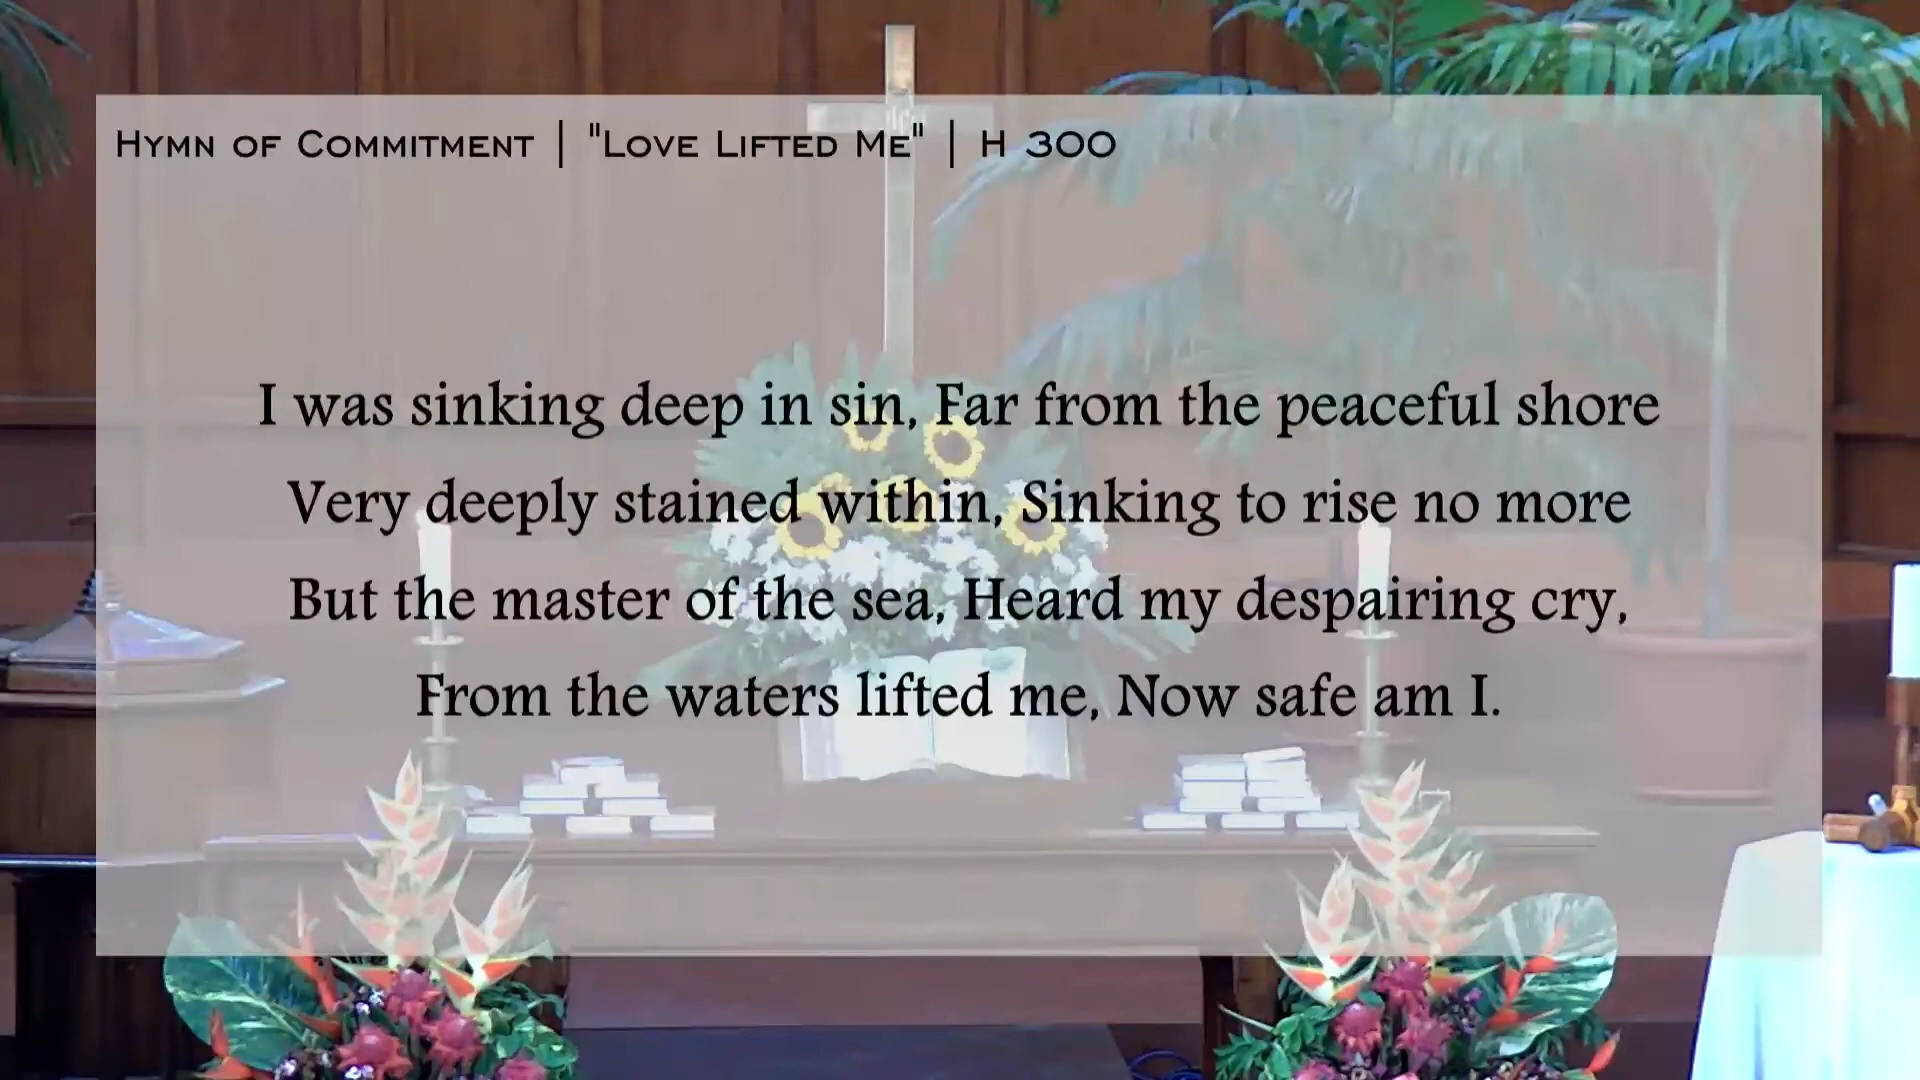 Hymn of Commitment | "Love Lifted Me" | H 300
I was sinking deep in sin, Far from the peaceful shore
Very deeply stained within, Sinking to rise no more
But the master of the sea, Heard my despairing cry,
From the waters lifted me, Now safe am I.